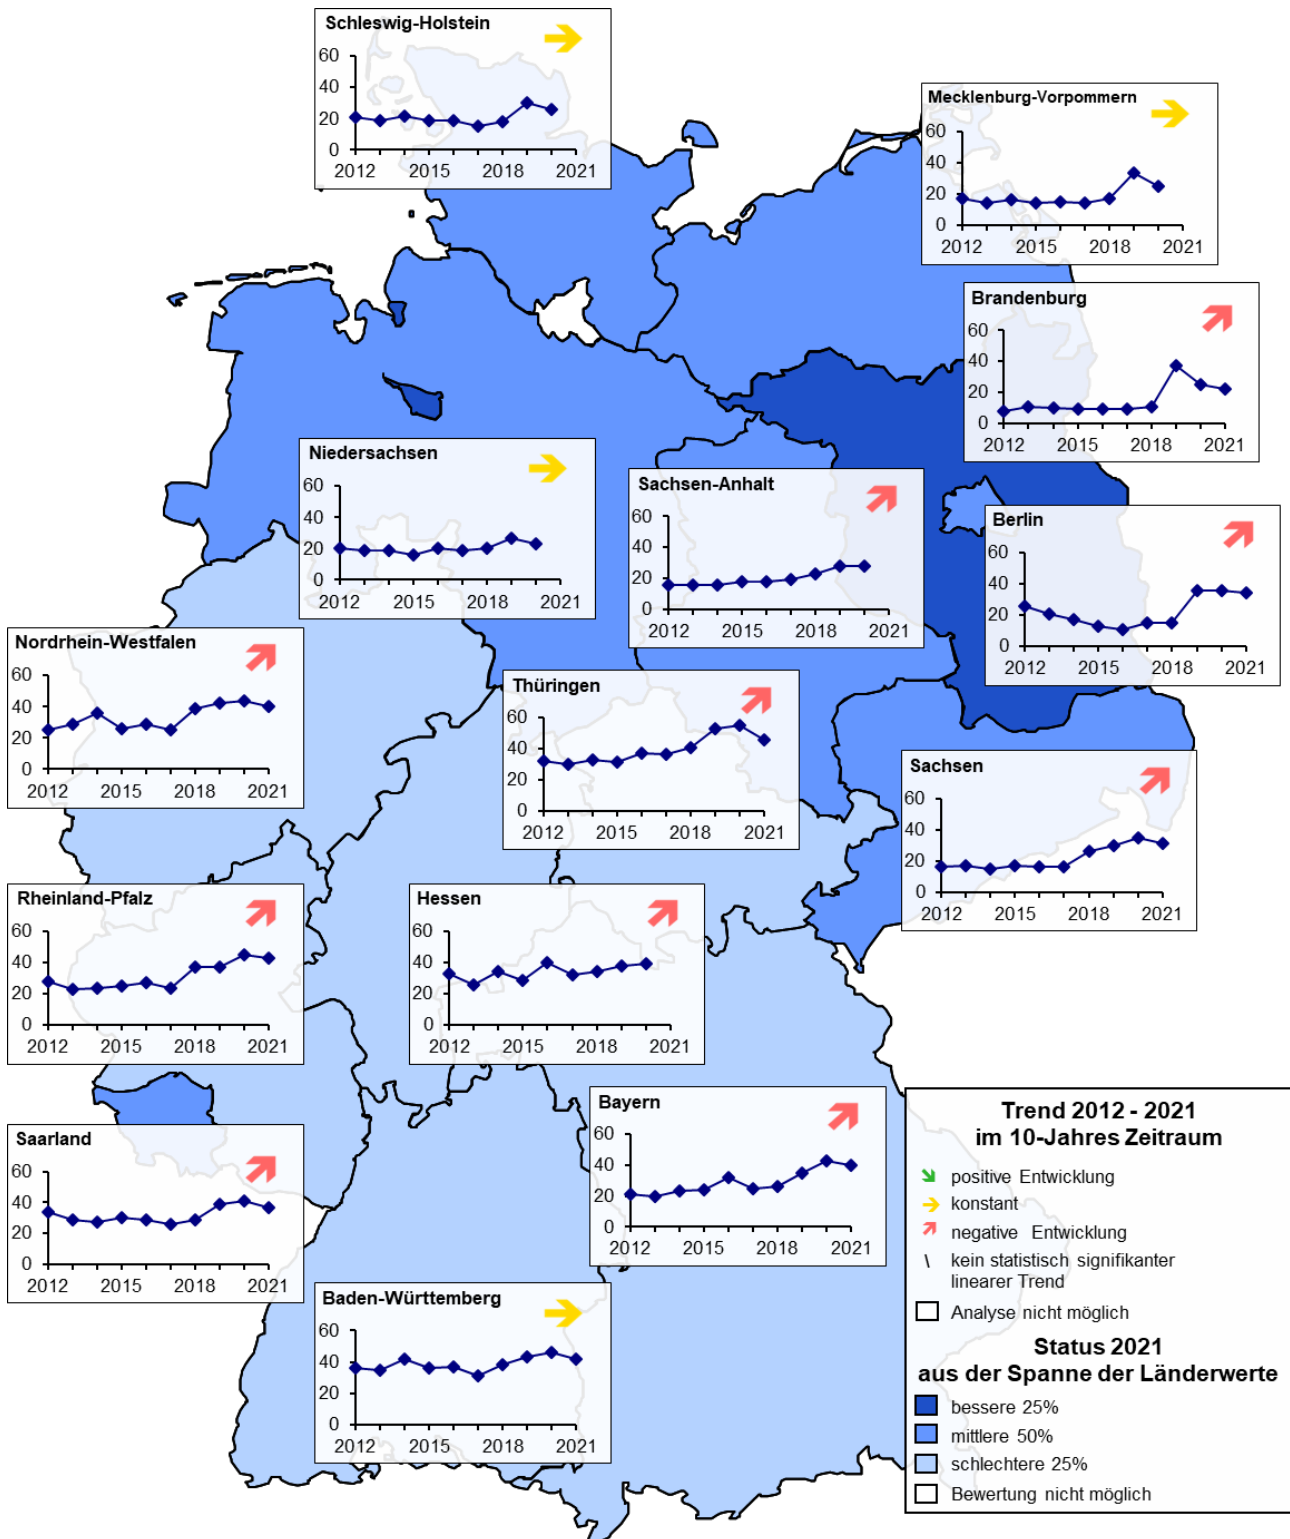 Schleswig-Holstein
60
40
20
0
2012 2015 2018 2021
Mecklenburg-Vorpommern
60
40
20
0
2012 2015 2018 2021
Brandenburg
60
40
20
0
2012 2015 2018 2021
Niedersachsen
60
40
20
0
2012 2015 2018 2021
Sachsen-Anhalt
60
40
20
0
2012 2015 2018 2021
Berlin
60
40
20
0
2012 2015 2018 2021
Nordrhein-Westfalen
60
40
20
0
2012 2015 2018 2021
Thüringen
60
40
20
0
2012 2015 2018 2021
Sachsen
60
40
20
0
2012 2015 2018 2021
Rheinland-Pfalz
60
40
20
0
2012 2015 2018 2021
Hessen
60
40
20
0
2012 2015 2018 2021
Bayern
60
40
20
0
2012 2015 2018 2021
Saarland
60
40
20
0
2012 2015 2018 2021
Baden-Württemberg
60
40
20
0
2012 2015 2018 2021
Trend 2012 - 2021
im 10-Jahres Zeitraum
positive Entwicklung
konstant
negative Entwicklung
\ kein statistisch signifikanter
linearer Trend
Analyse nicht möglich
Status 2021
aus der Spanne der Länderwerte
bessere 25%
mittlere 50%
schlechtere 25%
Bewertung nicht möglich